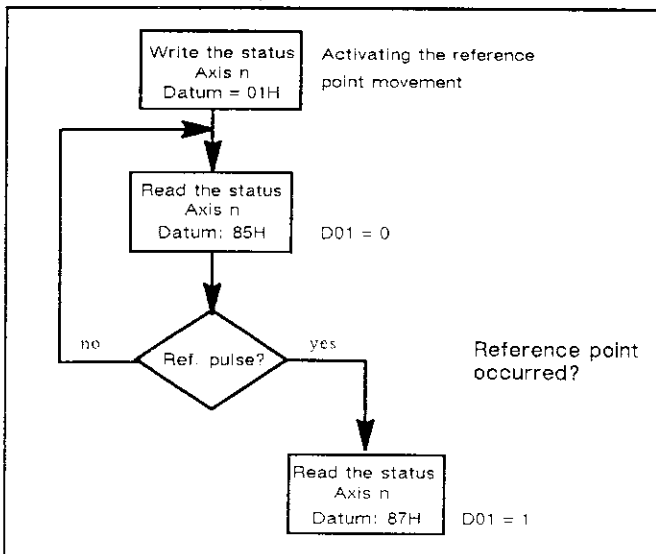 Write the status
Axis n
Datum = 01H
Activating the reference
point movement
Read the status
Axis n
Datum: 85H
D01 = 0
no
Ref. pulse?
yes
Reference point
occurred?
Read the status
Axis n
Datum: 87H
D01 = 1